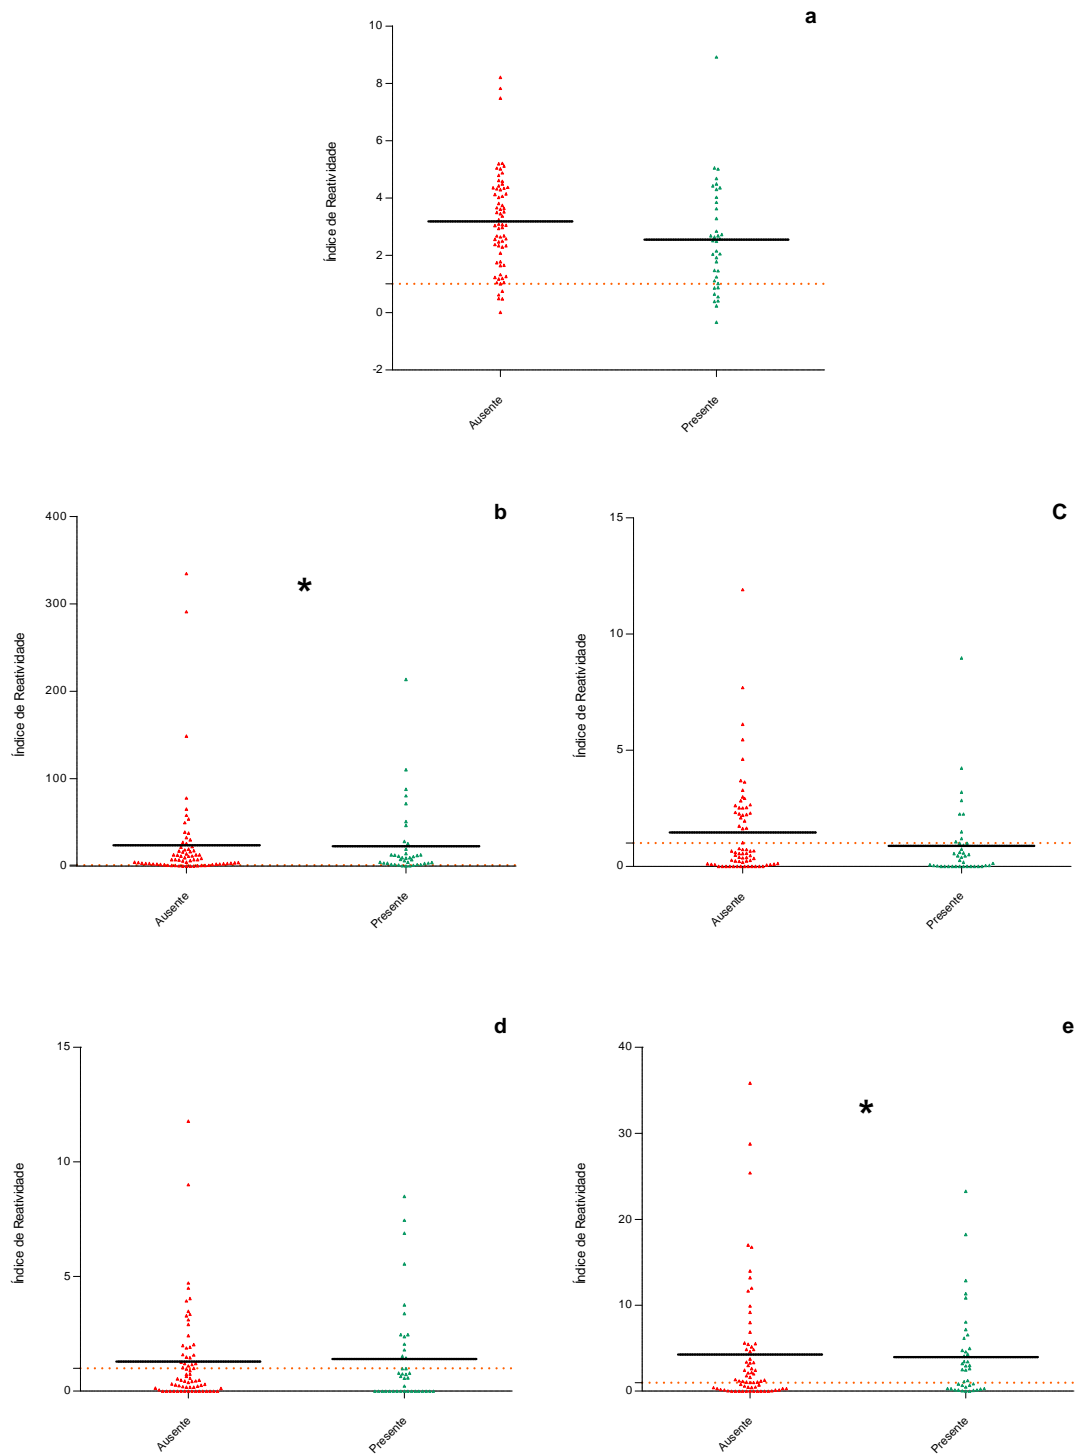 a
10
8
6
4
2
0
-2
Índice de Reatividade
Ausente
Presente
b
400
300
200
100
0
Índice de Reatividade
*
Ausente
Presente
C
15
10
5
0
Índice de Reatividade
Ausente
Presente
d
15
10
5
0
Índice de Reatividade
Ausente
Presente
e
40
30
20
10
0
Índice de Reatividade
*
Ausente
Presente